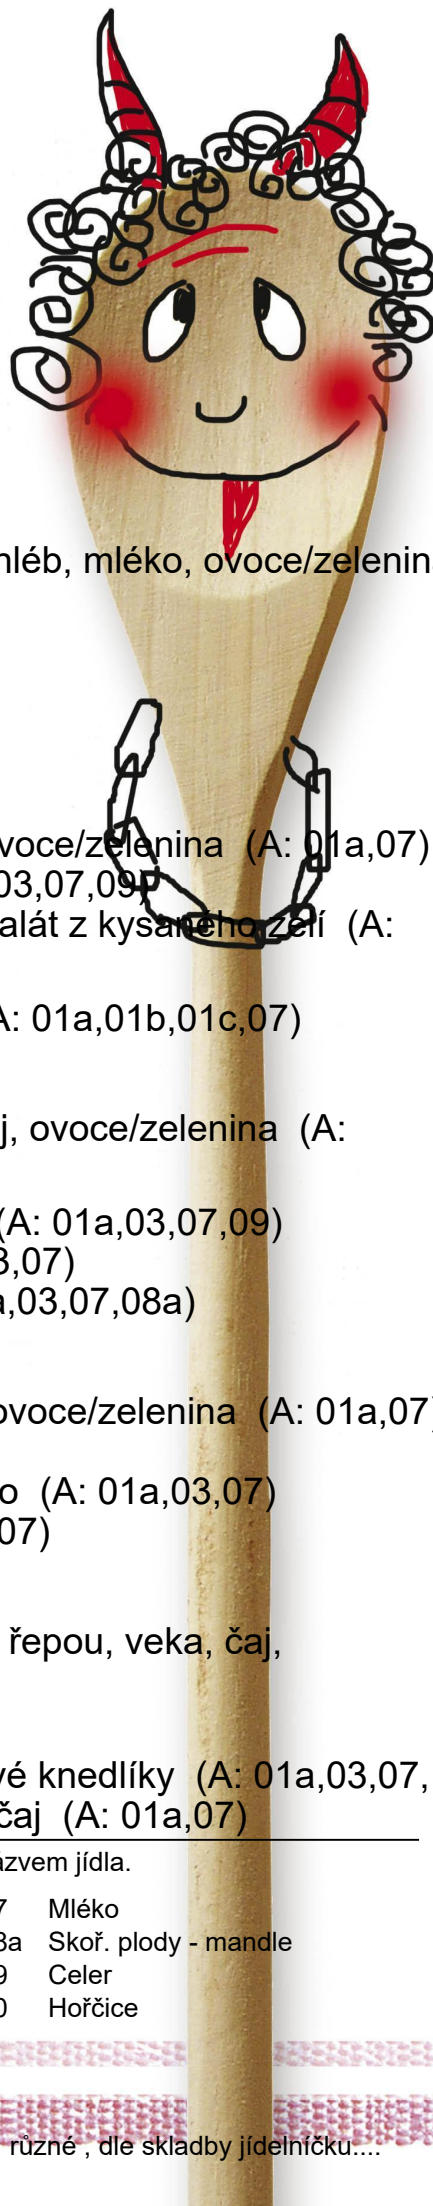 hléb, mléko, ovoce/zelenina
voce/zelenina (A: 01a,07)
03,07,09)
alát z kysaného zelí (A:
A: 01a,01b,01c,07)
j, ovoce/zelenina (A:
(A: 01a,03,07,09)
3,07)
a,03,07,08a)
ovoce/zelenina (A: 01a,07)
o (A: 01a,03,07)
07)
řepou, veka, čaj,
vé knedlíky (A: 01a,03,07,
čaj (A: 01a,07)
ázvem jídla.
7 Mléko
8a Skoř. plody - mandle
9 Celer
0 Hořčice
různé , dle skladby jídelníčku....